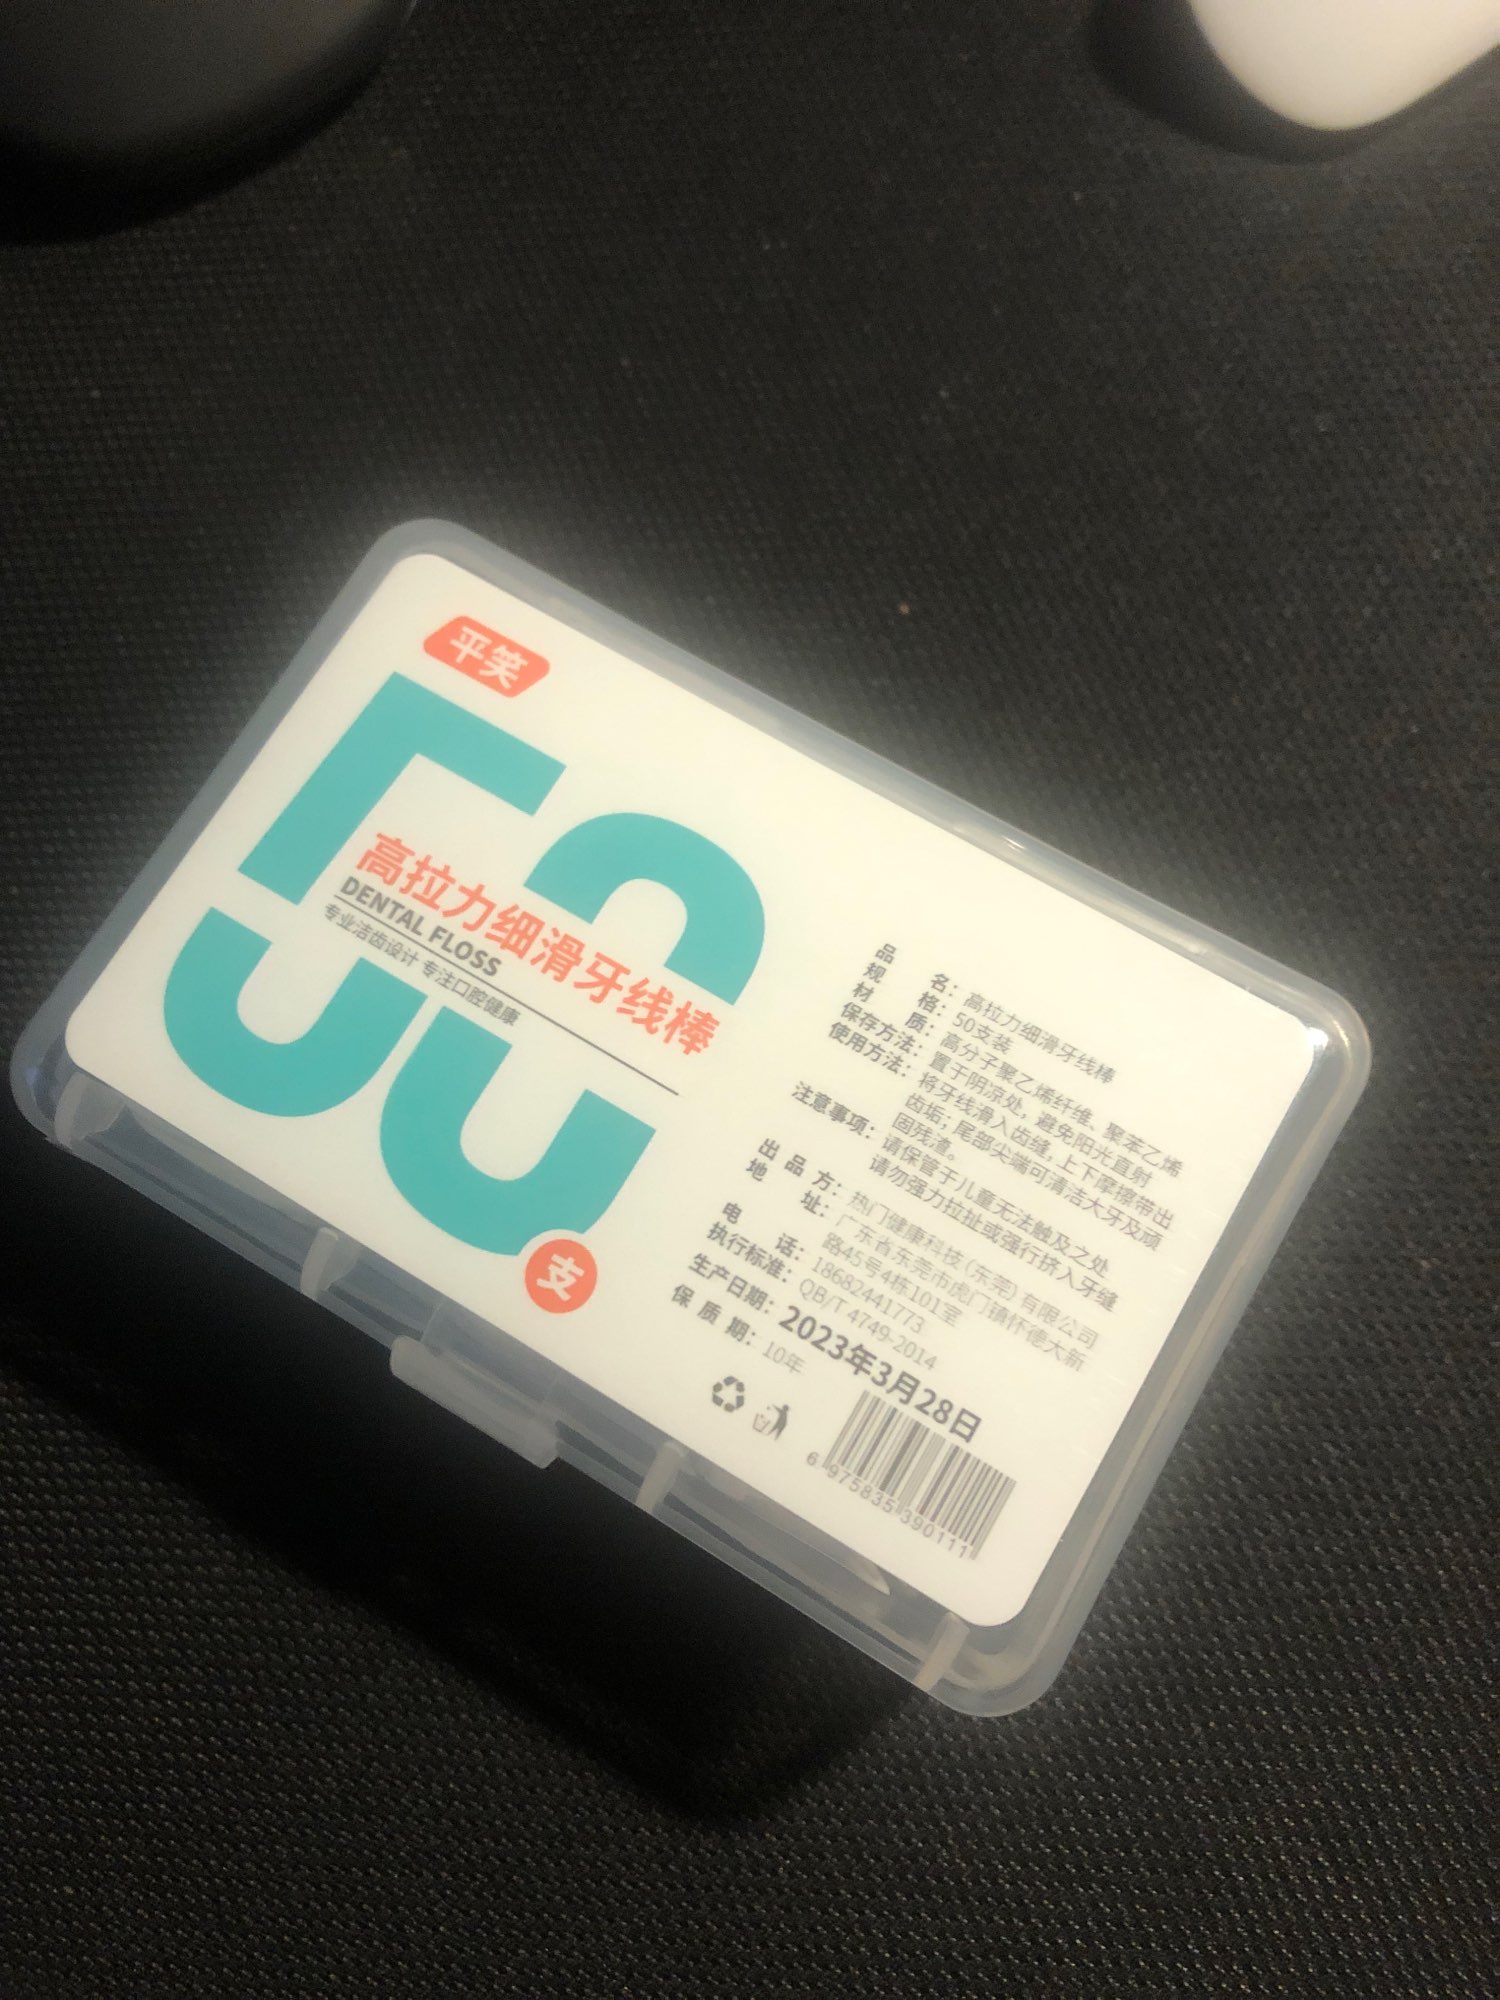 平笑
50
高拉力细滑牙线棒
DENTAL FLOSS
专业洁齿设计 专注口腔健康
支
品名：高拉力细滑牙线棒
规格：50支装
材质：高分子聚乙烯纤维、聚苯乙烯
保存方法：置于阴凉处，避免阳光直射
使用方法：将牙线滑入齿缝，上下摩擦带出
齿垢；尾部尖端可清洁大牙及顽
固残渣。
注意事项：请保管于儿童无法触及之处
请勿强力拉扯或强行挤入牙缝
出品方：热门健康科技（东莞）有限公司
地址：广东省东莞市虎门镇怀德大新
路45号4栋101室
电话：18682441773
执行标准：QB/T 4749-2014
生产日期：2023年3月28日
保质期：10年
6 975835 390111